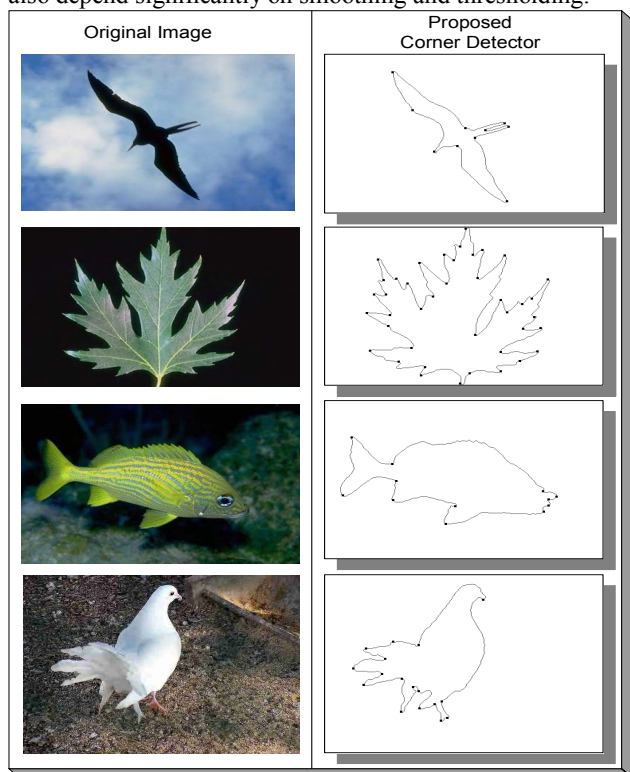 also depend significantly on smoothing and thresholding.
Original Image
Proposed
Corner Detector